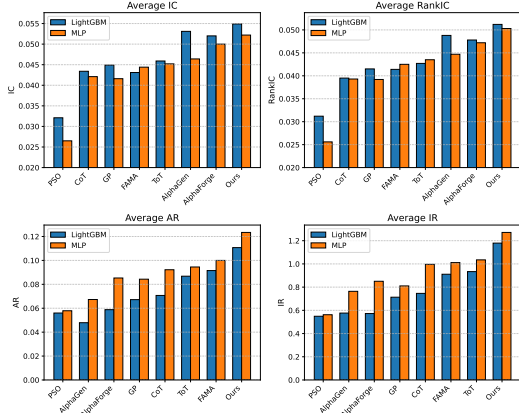 Average IC
LightGBM
MLP
IC
0.055
0.050
0.045
0.040
0.035
0.030
0.025
0.020
PSO
CoT
GP
FAMA
ToT
AlphaGen
AlphaForge
Ours
Average RankIC
LightGBM
MLP
RankIC
0.050
0.045
0.040
0.035
0.030
0.025
0.020
PSO
CoT
GP
FAMA
ToT
AlphaGen
AlphaForge
Ours
Average AR
LightGBM
MLP
AR
0.12
0.10
0.08
0.06
0.04
0.02
0.00
PSO
AlphaGen
AlphaForge
GP
CoT
ToT
FAMA
Ours
Average IR
LightGBM
MLP
IR
1.2
1.0
0.8
0.6
0.4
0.2
0.0
PSO
AlphaGen
AlphaForge
GP
CoT
FAMA
ToT
Ours